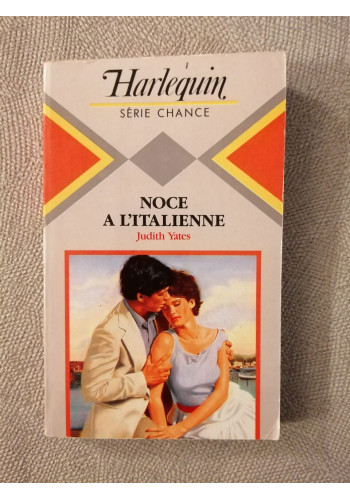 Harlequin
SÉRIE CHANCE
NOCE
A L'ITALIENNE
Judith Yates